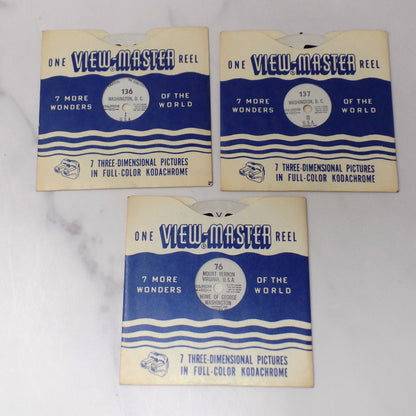 ONE VIEW-MASTER REEL
136
WASHINGTON, D. C.
I
U.S.A.
7 MORE WONDERS OF THE WORLD
7 THREE-DIMENSIONAL PICTURES
IN FULL-COLOR KODACHROME
ONE VIEW-MASTER REEL
137
WASHINGTON, D. C.
II
U.S.A.
7 MORE WONDERS OF THE WORLD
7 THREE-DIMENSIONAL PICTURES
IN FULL-COLOR KODACHROME
ONE VIEW-MASTER REEL
76
MOUNT VERNON
VIRGINIA, U.S.A.
HOME OF GEORGE
WASHINGTON
7 MORE WONDERS OF THE WORLD
7 THREE-DIMENSIONAL PICTURES
IN FULL-COLOR KODACHROME